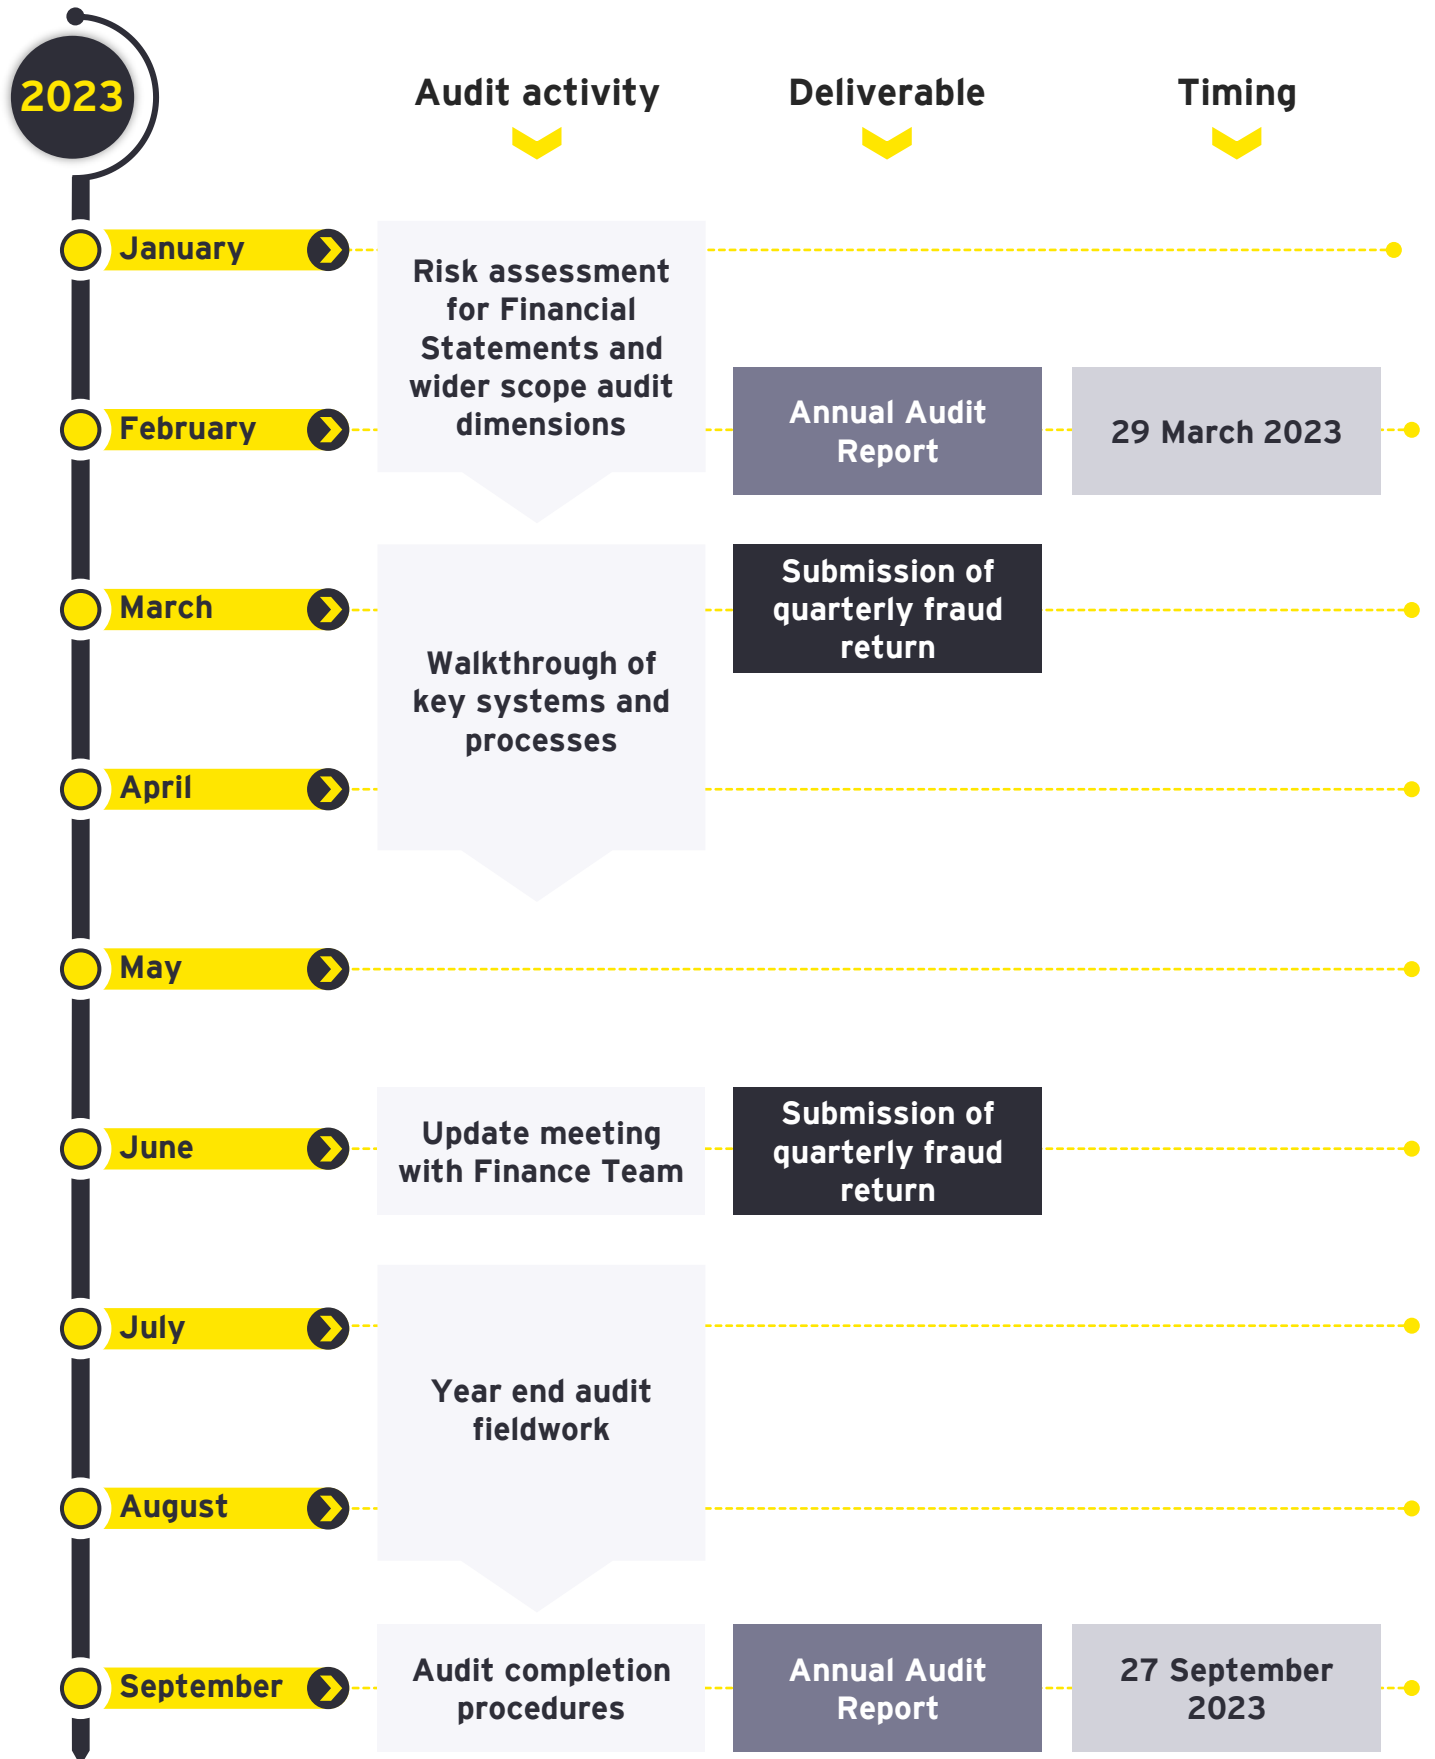 2023
Audit activity
Deliverable
Timing
January
Risk assessment
for Financial
Statements and
wider scope audit
dimensions
February
Annual Audit
Report
29 March 2023
March
Submission of
quarterly fraud
return
Walkthrough of
key systems and
processes
April
May
June
Update meeting
with Finance Team
Submission of
quarterly fraud
return
July
Year end audit
fieldwork
August
September
Audit completion
procedures
Annual Audit
Report
27 September
2023